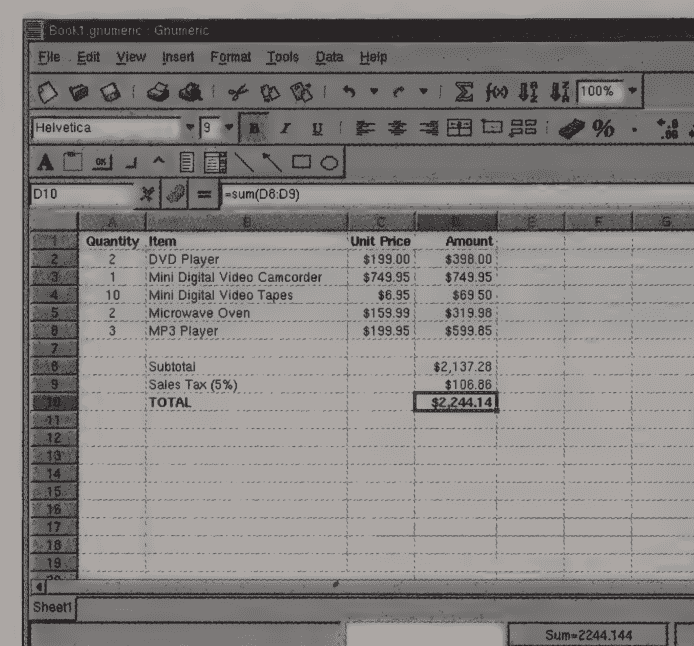 Book1.gnumeric : Gnumeric
File Edit View Insert Format Tools Data Help
100%
Helvetica 9 B I U % .
A OK
D10 = =sum(D8:D9)
A B C D E F G
1 Quantity Item Unit Price Amount
2 2 DVD Player $199.00 $398.00
3 1 Mini Digital Video Camcorder $749.95 $749.95
4 10 Mini Digital Video Tapes $6.95 $69.50
5 2 Microwave Oven $159.99 $319.98
6 3 MP3 Player $199.95 $599.85
7
8 Subtotal $2,137.28
9 Sales Tax (5%) $106.86
10 TOTAL $2,244.14
11
12
13
14
15
16
17
18
19
Sheet1
Sum=2244.144